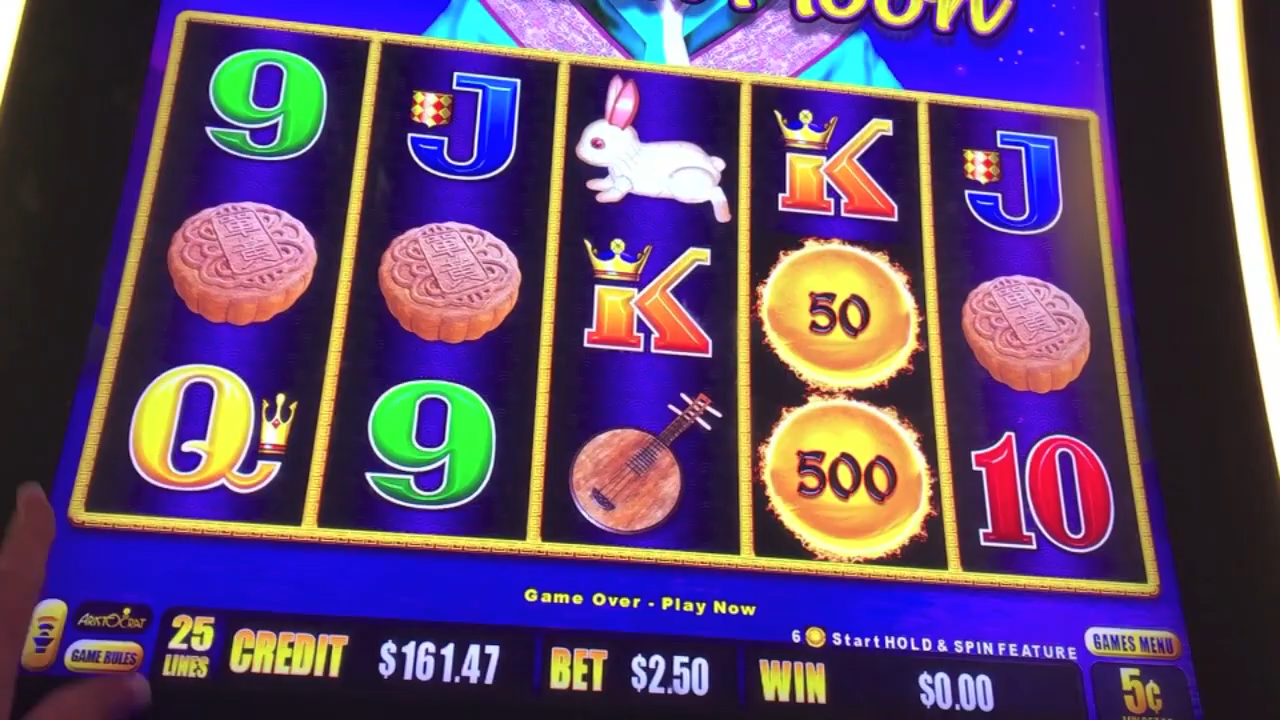 Moon
9
J
K
J
K
50
Q
9
500
10
Game Over - Play Now
6 Start HOLD & SPIN FEATURE
GAMES MENU
ARISTOCRAT
GAME RULES
25
LINES
CREDIT
$161.47
BET
$2.50
WIN
$0.00
5¢